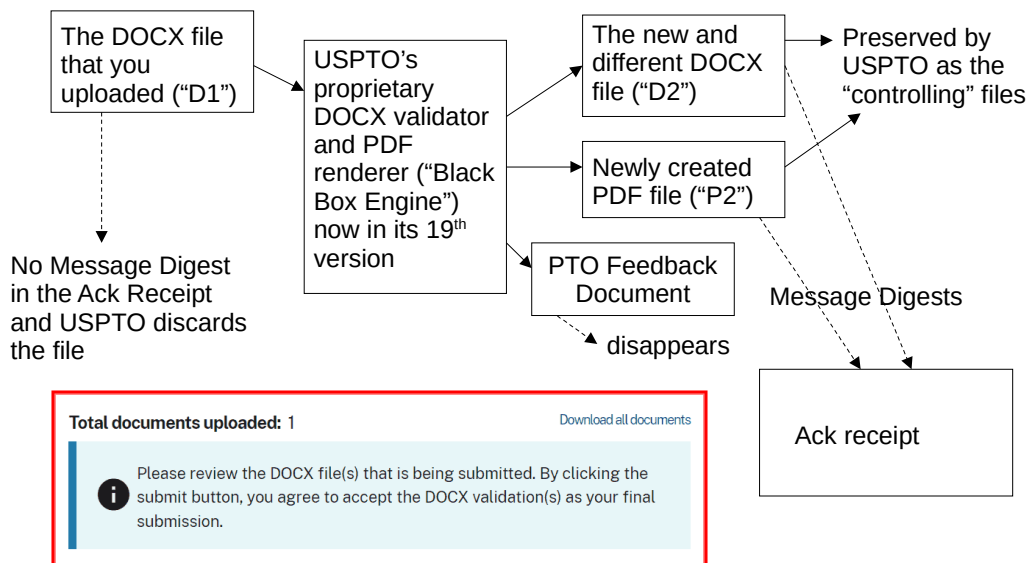 The DOCX file
that you
uploaded (“D1”)
USPTO’s
proprietary
DOCX validator
and PDF
renderer (“Black
Box Engine”)
now in its 19th
version
The new and
different DOCX
file (“D2”)
Preserved by
USPTO as the
“controlling” files
Newly created
PDF file (“P2”)
No Message Digest
in the Ack Receipt
and USPTO discards
the file
PTO Feedback
Document
Message Digests
disappears
Ack receipt
Total documents uploaded: 1
Download all documents
Please review the DOCX file(s) that is being submitted. By clicking the
submit button, you agree to accept the DOCX validation(s) as your final
submission.